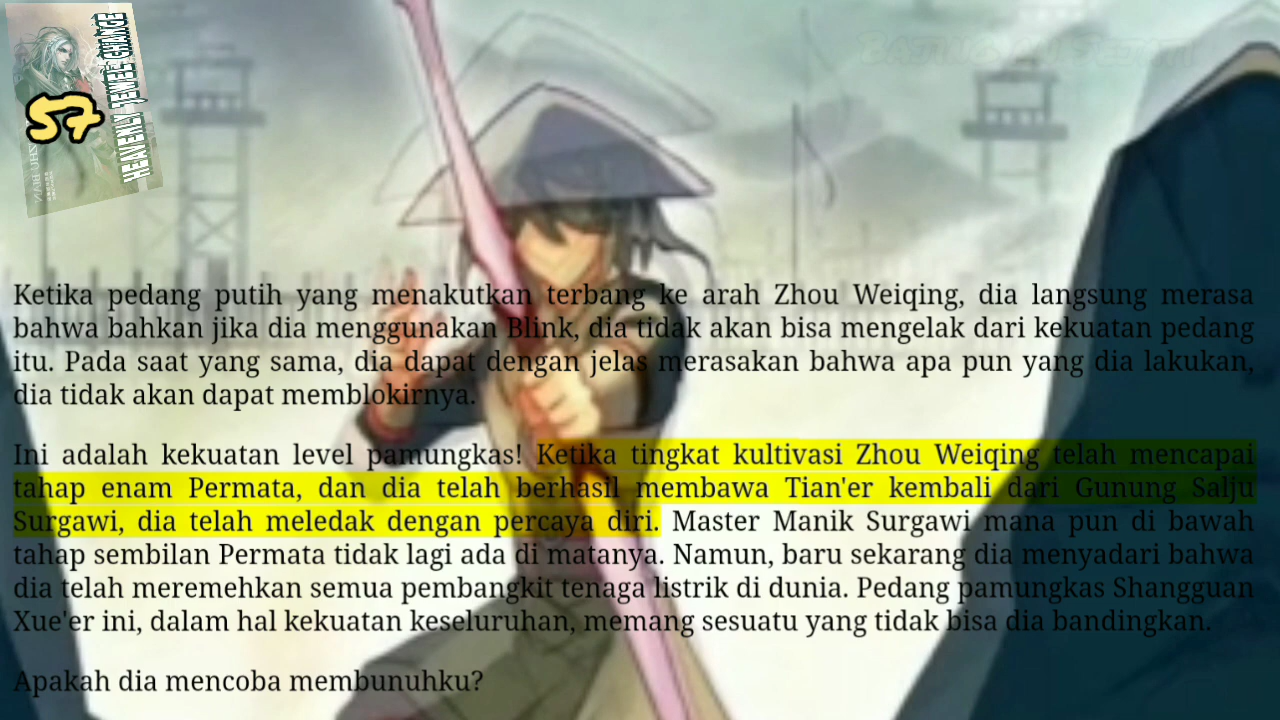 HEAVENLY JEWEL CHANGE
57
Ketika pedang putih yang menakutkan terbang ke arah Zhou Weiqing, dia langsung merasa
bahwa bahkan jika dia menggunakan Blink, dia tidak akan bisa mengelak dari kekuatan pedang
itu. Pada saat yang sama, dia dapat dengan jelas merasakan bahwa apa pun yang dia lakukan,
dia tidak akan dapat memblokirnya.
Ini adalah kekuatan level pamungkas! Ketika tingkat kultivasi Zhou Weiqing telah mencapai
tahap enam Permata, dan dia telah berhasil membawa Tian'er kembali dari Gunung Salju
Surgawi, dia telah meledak dengan percaya diri. Master Manik Surgawi mana pun di bawah
tahap sembilan Permata tidak lagi ada di matanya. Namun, baru sekarang dia menyadari bahwa
dia telah meremehkan semua pembangkit tenaga listrik di dunia. Pedang pamungkas Shangguan
Xue'er ini, dalam hal kekuatan keseluruhan, memang sesuatu yang tidak bisa dia bandingkan.
Apakah dia mencoba membunuhku?